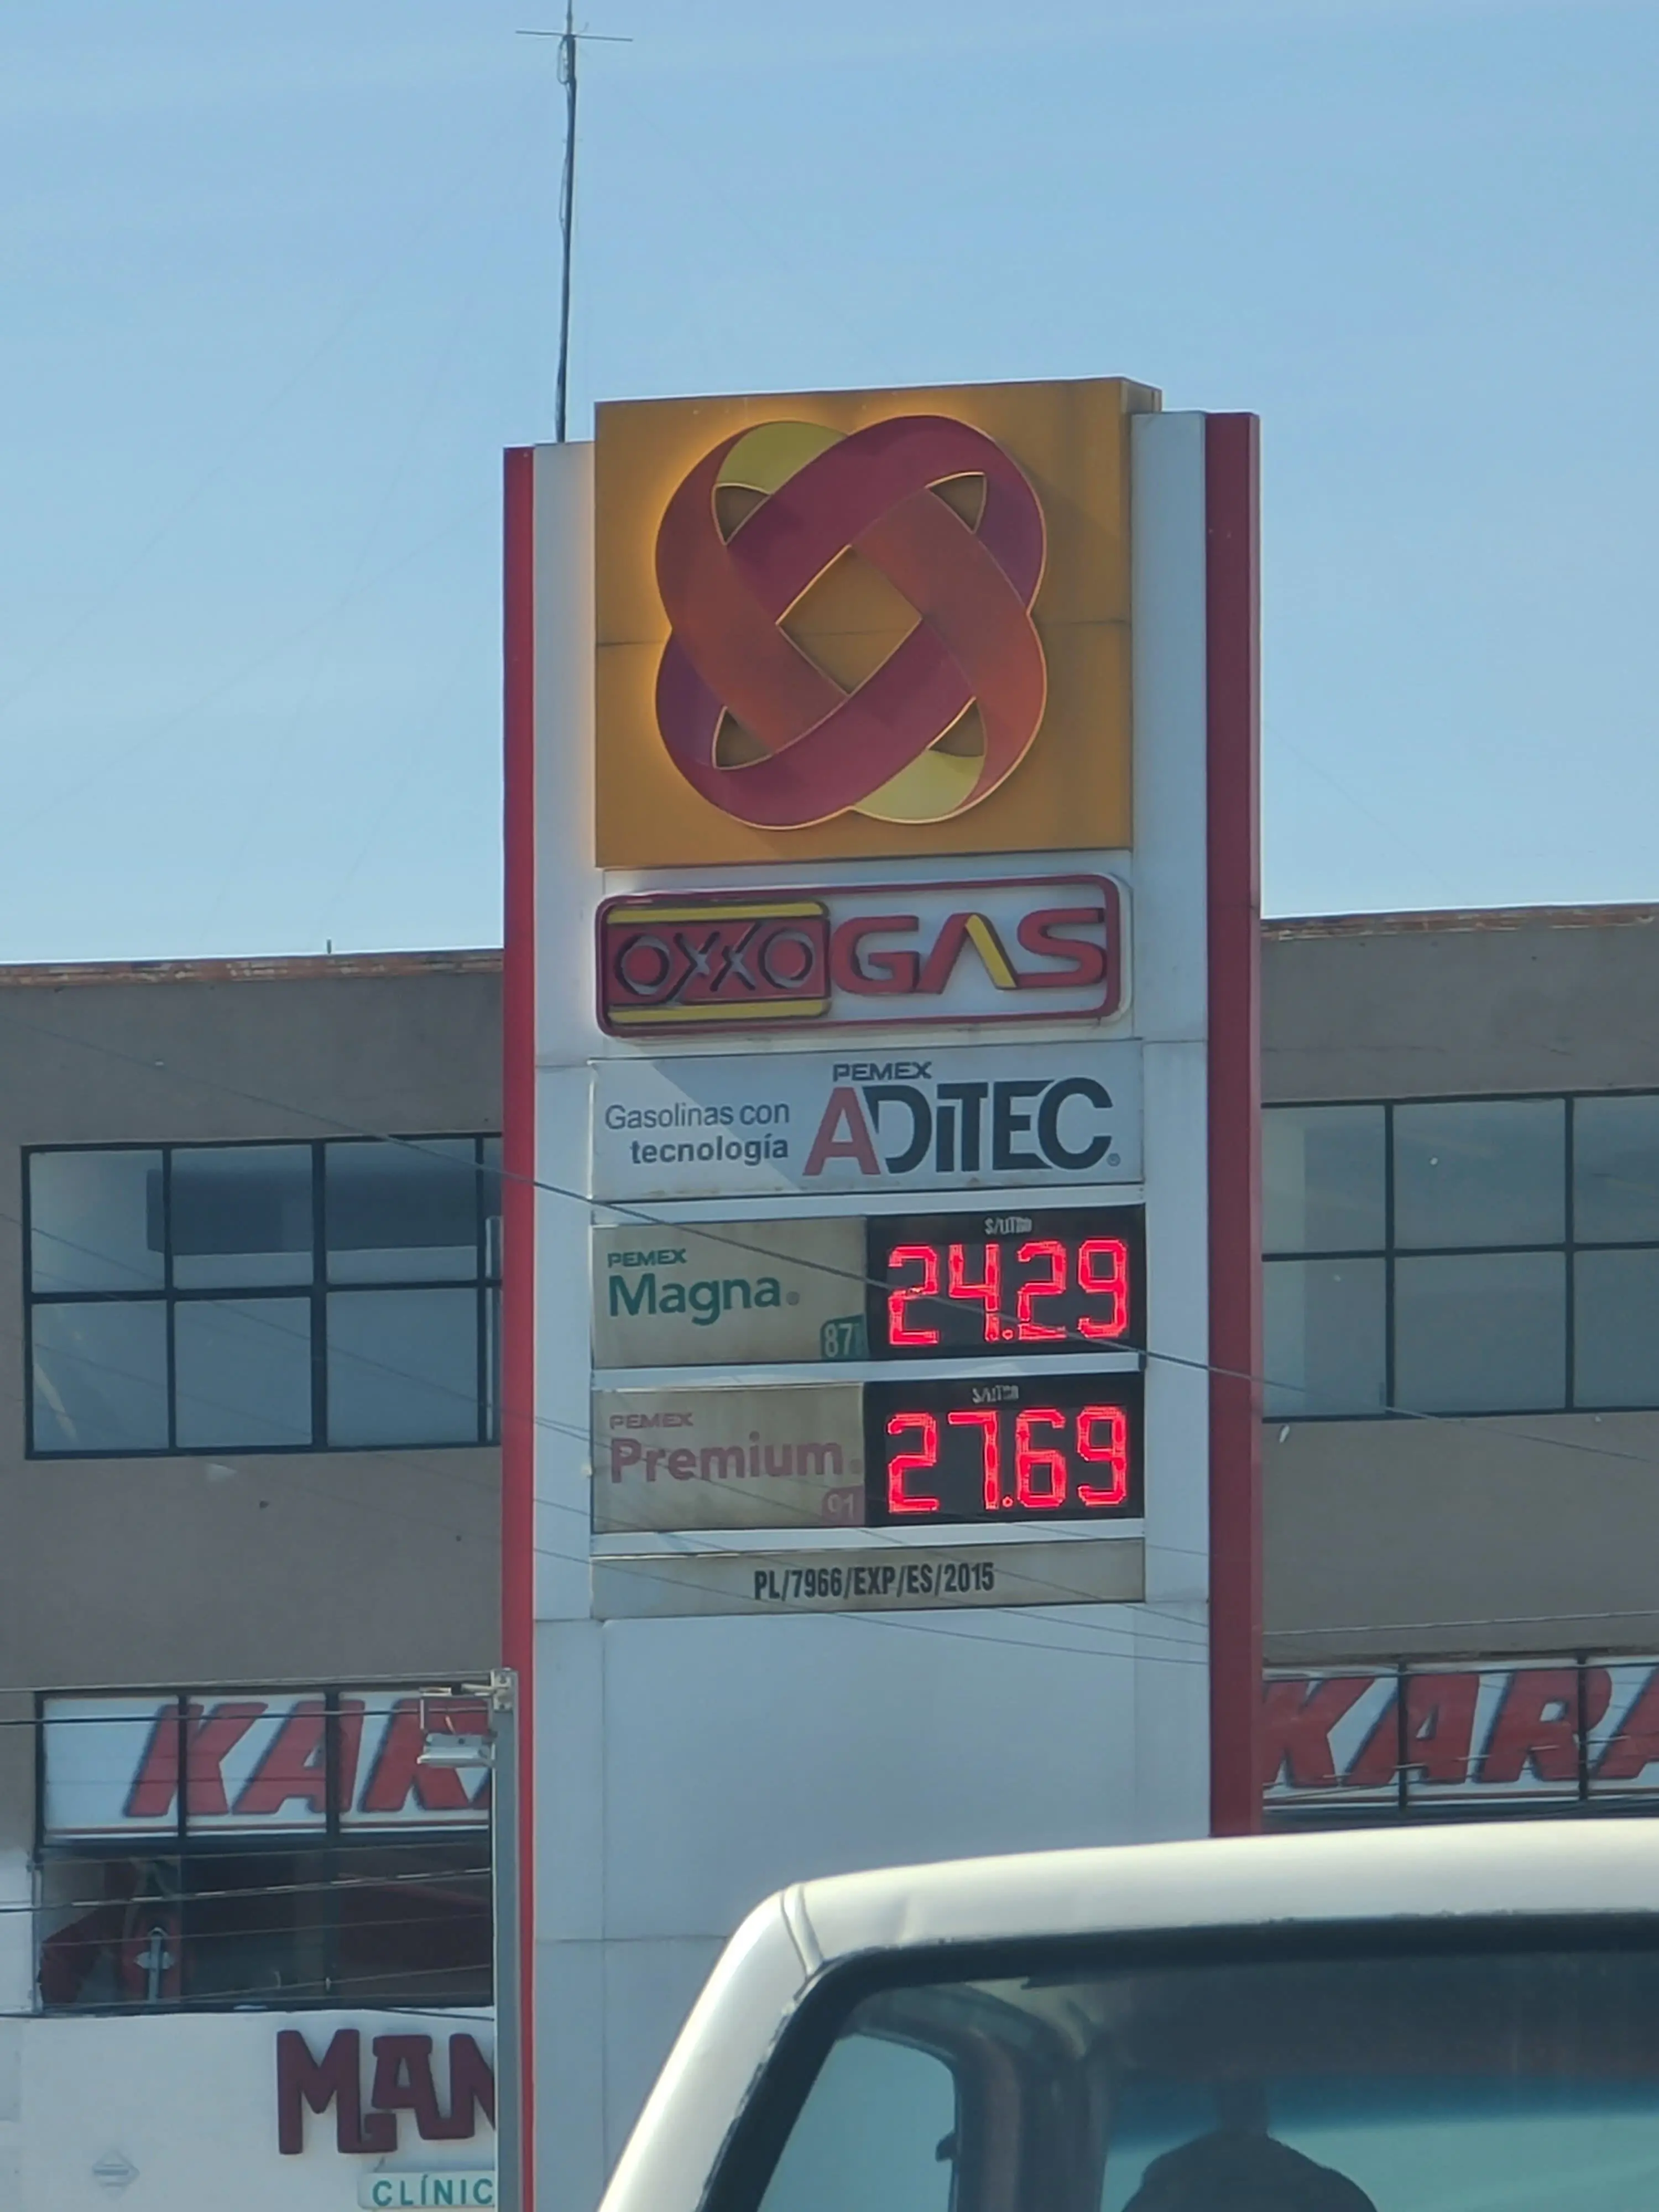 OXXO GAS
PEMEX
Gasolinas con
tecnología
ADiTEC®
$/LITRO
PEMEX
Magna®
87
24.29
$/LITRO
PEMEX
Premium®
91
27.69
PL/7966/EXP/ES/2015
KAR
KARA
MAN
CLÍNIC